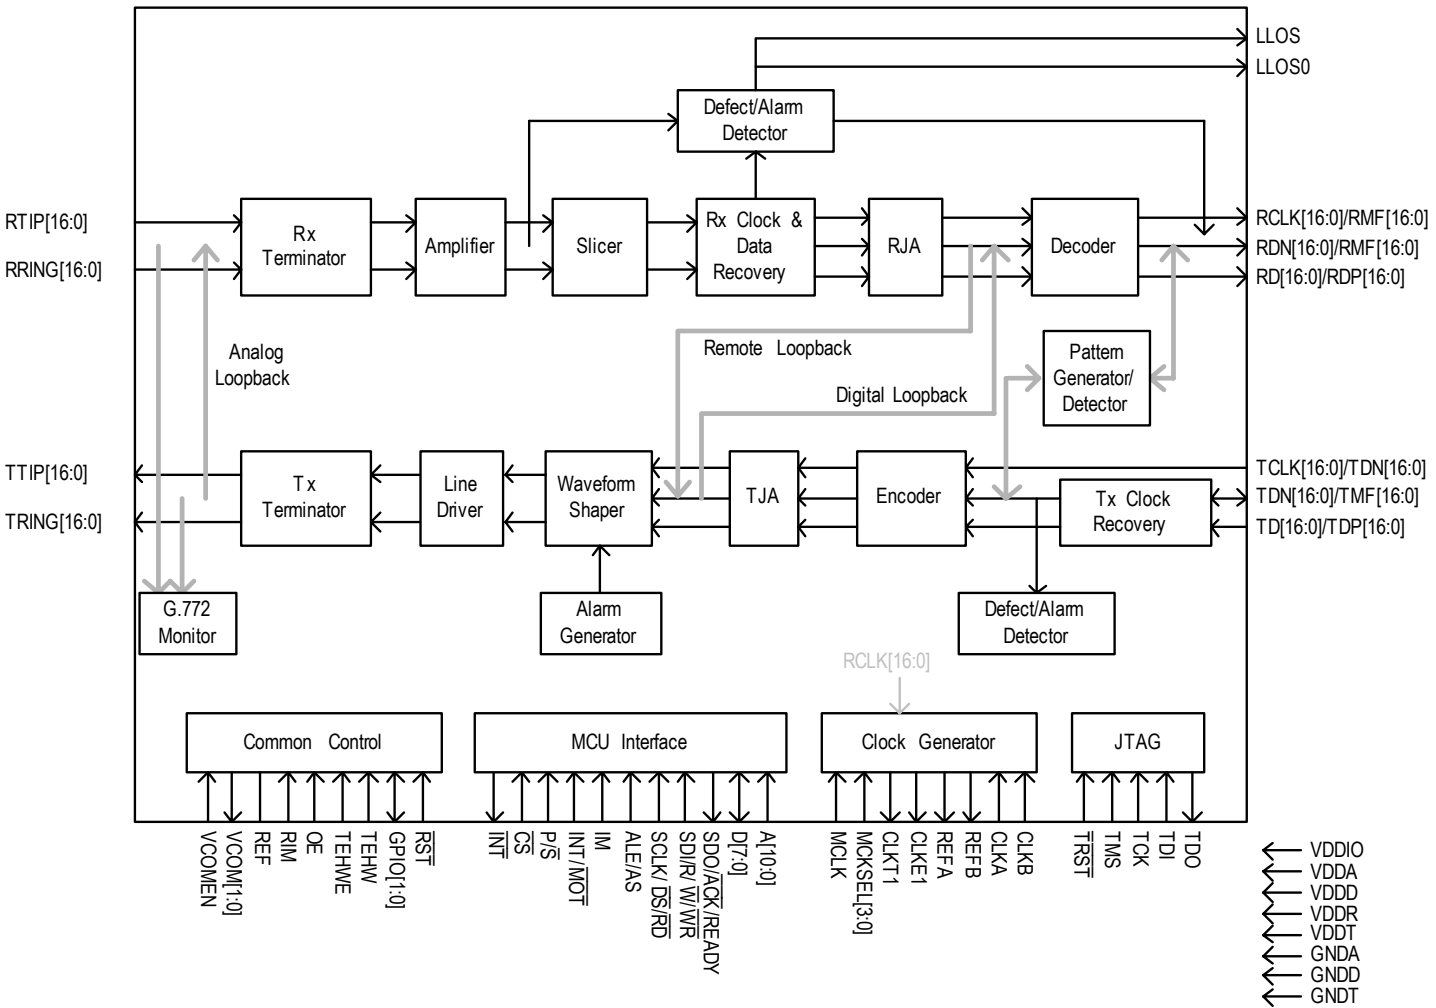 LLOS
LLOS0
Defect/Alarm
Detector
RTIP[16:0]
RRING[16:0]
Rx
Terminator
Amplifier
Slicer
Rx Clock &
Data
Recovery
RJA
Decoder
RCLK[16:0]/RMF[16:0]
RDN[16:0]/RMF[16:0]
RD[16:0]/RDP[16:0]
Analog
Loopback
Remote Loopback
Digital Loopback
Pattern
Generator/
Detector
TTIP[16:0]
TRING[16:0]
Tx
Terminator
Line
Driver
Waveform
Shaper
TJA
Encoder
Tx Clock
Recovery
TCLK[16:0]/TDN[16:0]
TDN[16:0]/TMF[16:0]
TD[16:0]/TDP[16:0]
G.772
Monitor
Alarm
Generator
Defect/Alarm
Detector
RCLK[16:0]
Common Control
MCU Interface
Clock Generator
JTAG
VCOMEN
VCOM[1:0]
REF
RIM
OE
TEHWE
TEHW
GPIO[1:0]
RST
INT
CS
P/S
INT/MOT
IM
ALE/AS
SCLK/ DS/RD
SDI/R/ W/WR
SDO/ACK/READY
D[7:0]
A[10:0]
MCLK
MCKSEL[3:0]
CLKT1
CLKE1
REFA
REFB
CLKA
CLKB
TRST
TMS
TCK
TDI
TDO
VDDIO
VDDA
VDDD
VDDR
VDDT
GNDA
GNDD
GNDT